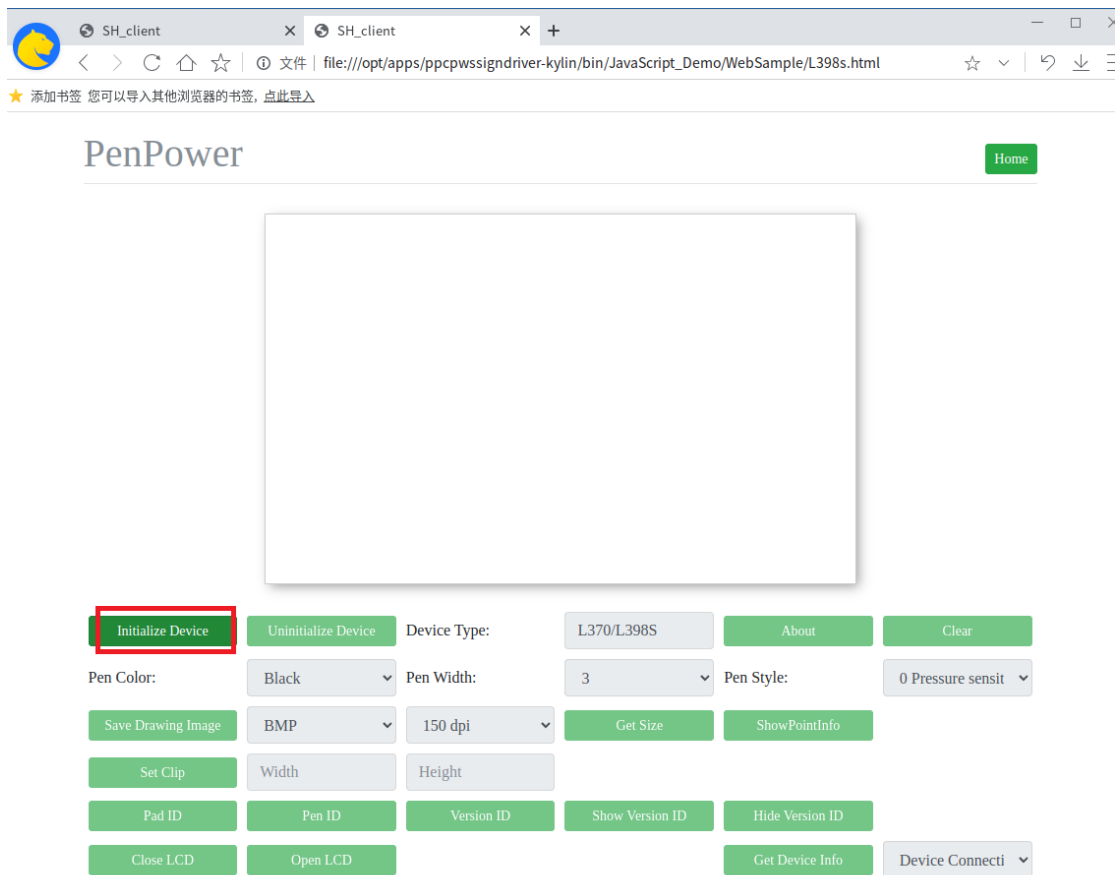 SH_client SH_client
文件 file:///opt/apps/ppcpwssigndriver-kylin/bin/JavaScript_Demo/WebSample/L398s.html
添加书签 您可以导入其他浏览器的书签, 点此导入
PenPower
Home
Initialize Device Uninitialize Device Device Type: L370/L398S About Clear
Pen Color: Black Pen Width: 3 Pen Style: 0 Pressure sensit
Save Drawing Image BMP 150 dpi Get Size ShowPointInfo
Set Clip Width Height
Pad ID Pen ID Version ID Show Version ID Hide Version ID
Close LCD Open LCD Get Device Info Device Connecti